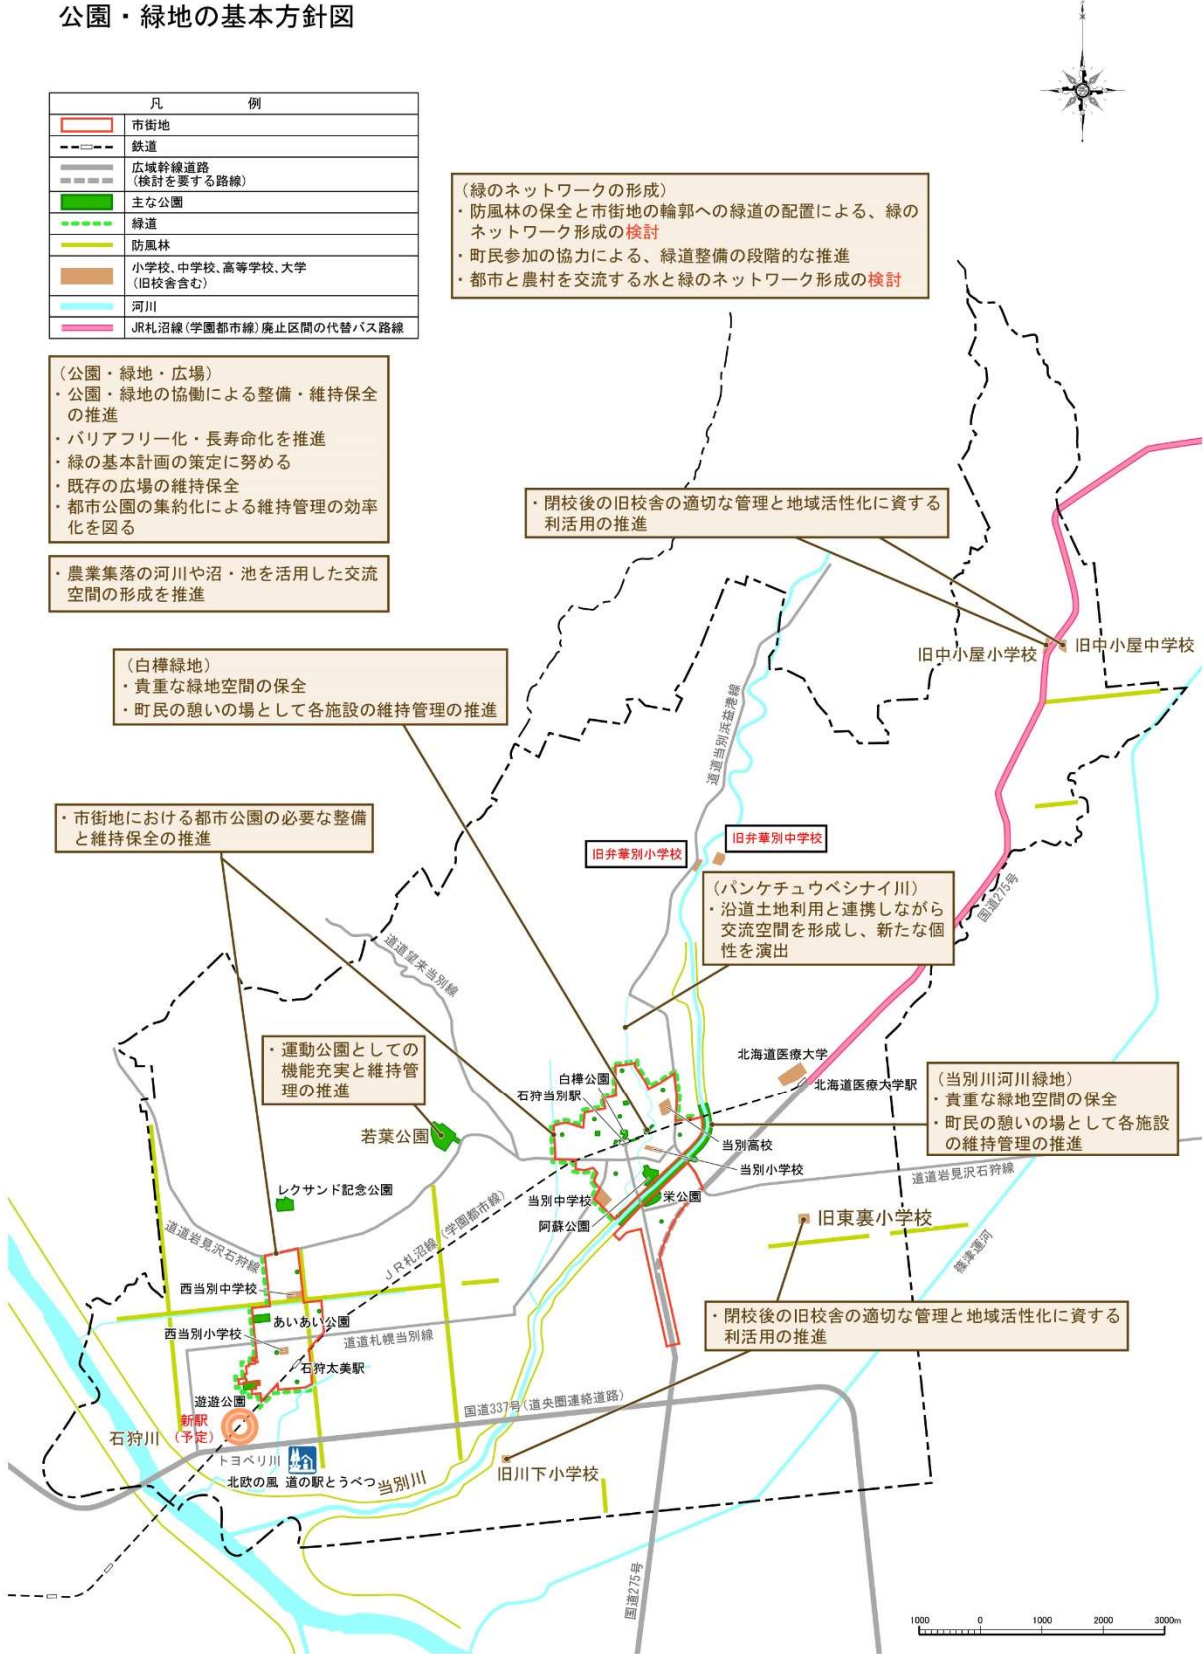 公園・緑地の基本方針図
凡　例
市街地
鉄道
広域幹線道路
(検討を要する路線)
主な公園
緑道
防風林
小学校、中学校、高等学校、大学
(旧校舎含む)
河川
JR札沼線(学園都市線)廃止区間の代替バス路線
（緑のネットワークの形成）
・防風林の保全と市街地の輪郭への緑道の配置による、緑の
ネットワーク形成の検討
・町民参加の協力による、緑道整備の段階的な推進
・都市と農村を交流する水と緑のネットワーク形成の検討
（公園・緑地・広場）
・公園・緑地の協働による整備・維持保全
の推進
・バリアフリー化・長寿命化を推進
・緑の基本計画の策定に努める
・既存の広場の維持保全
・都市公園の集約化による維持管理の効率
化を図る
・農業集落の河川や沼・池を活用した交流
空間の形成を推進
・閉校後の旧校舎の適切な管理と地域活性化に資する
利活用の推進
旧中小屋小学校
旧中小屋中学校
（白樺緑地）
・貴重な緑地空間の保全
・町民の憩いの場として各施設の維持管理の推進
道道当別浜益港線
・市街地における都市公園の必要な整備
と維持保全の推進
旧弁華別小学校
旧弁華別中学校
（パンケチュウベシナイ川）
・沿道土地利用と連携しながら
交流空間を形成し、新たな個
性を演出
国道275号
道道望来当別線
・運動公園としての
機能充実と維持管
理の推進
若葉公園
白樺公園
石狩当別駅
北海道医療大学
北海道医療大学駅
（当別川河川緑地）
・貴重な緑地空間の保全
・町民の憩いの場として各施設
の維持管理の推進
当別高校
当別小学校
道道岩見沢石狩線
当別中学校
栄公園
阿蘇公園
レクサンド記念公園
道道岩見沢石狩線
ＪＲ札沼線（学園都市線）
旧東裏小学校
篠津運河
西当別中学校
あいあい公園
西当別小学校
道道札幌当別線
石狩太美駅
・閉校後の旧校舎の適切な管理と地域活性化に資する
利活用の推進
遊遊公園
新駅
（予定）
石狩川
国道337号(道央圏連絡道路)
トヨベリ川
北欧の風 道の駅とうべつ
当別川
旧川下小学校
国道275号
1000 0 1000 2000 3000m